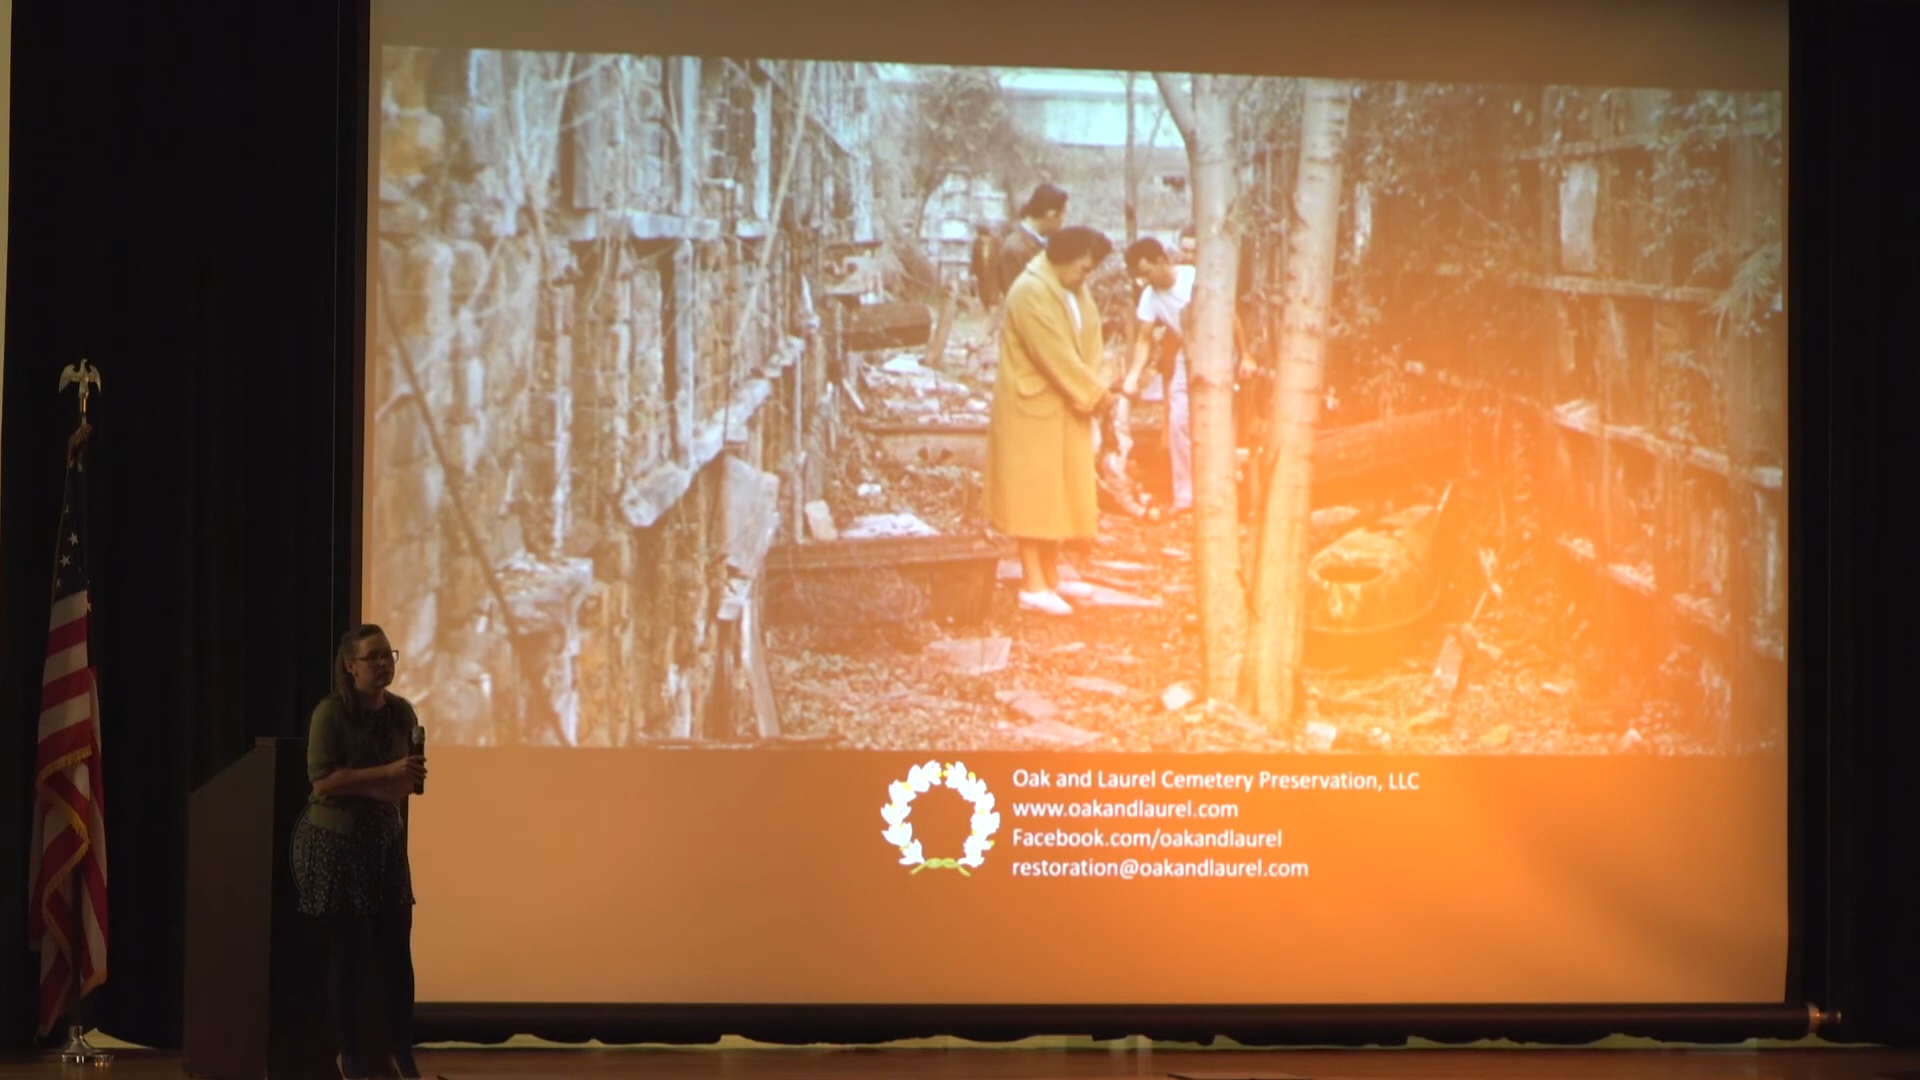 Oak and Laurel Cemetery Preservation, LLC
www.oakandlaurel.com
Facebook.com/oakandlaurel
restoration@oakandlaurel.com